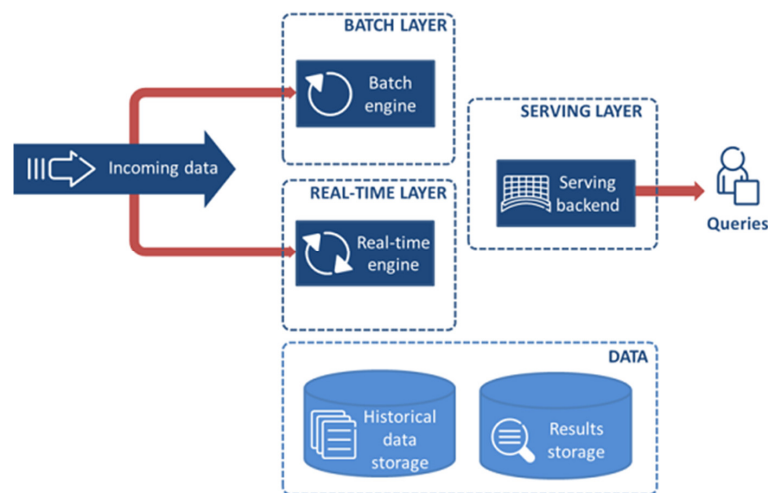 BATCH LAYER
Batch
engine
Incoming data
REAL-TIME LAYER
Real-time
engine
SERVING LAYER
Serving
backend
Queries
DATA
Historical
data
storage
Results
storage